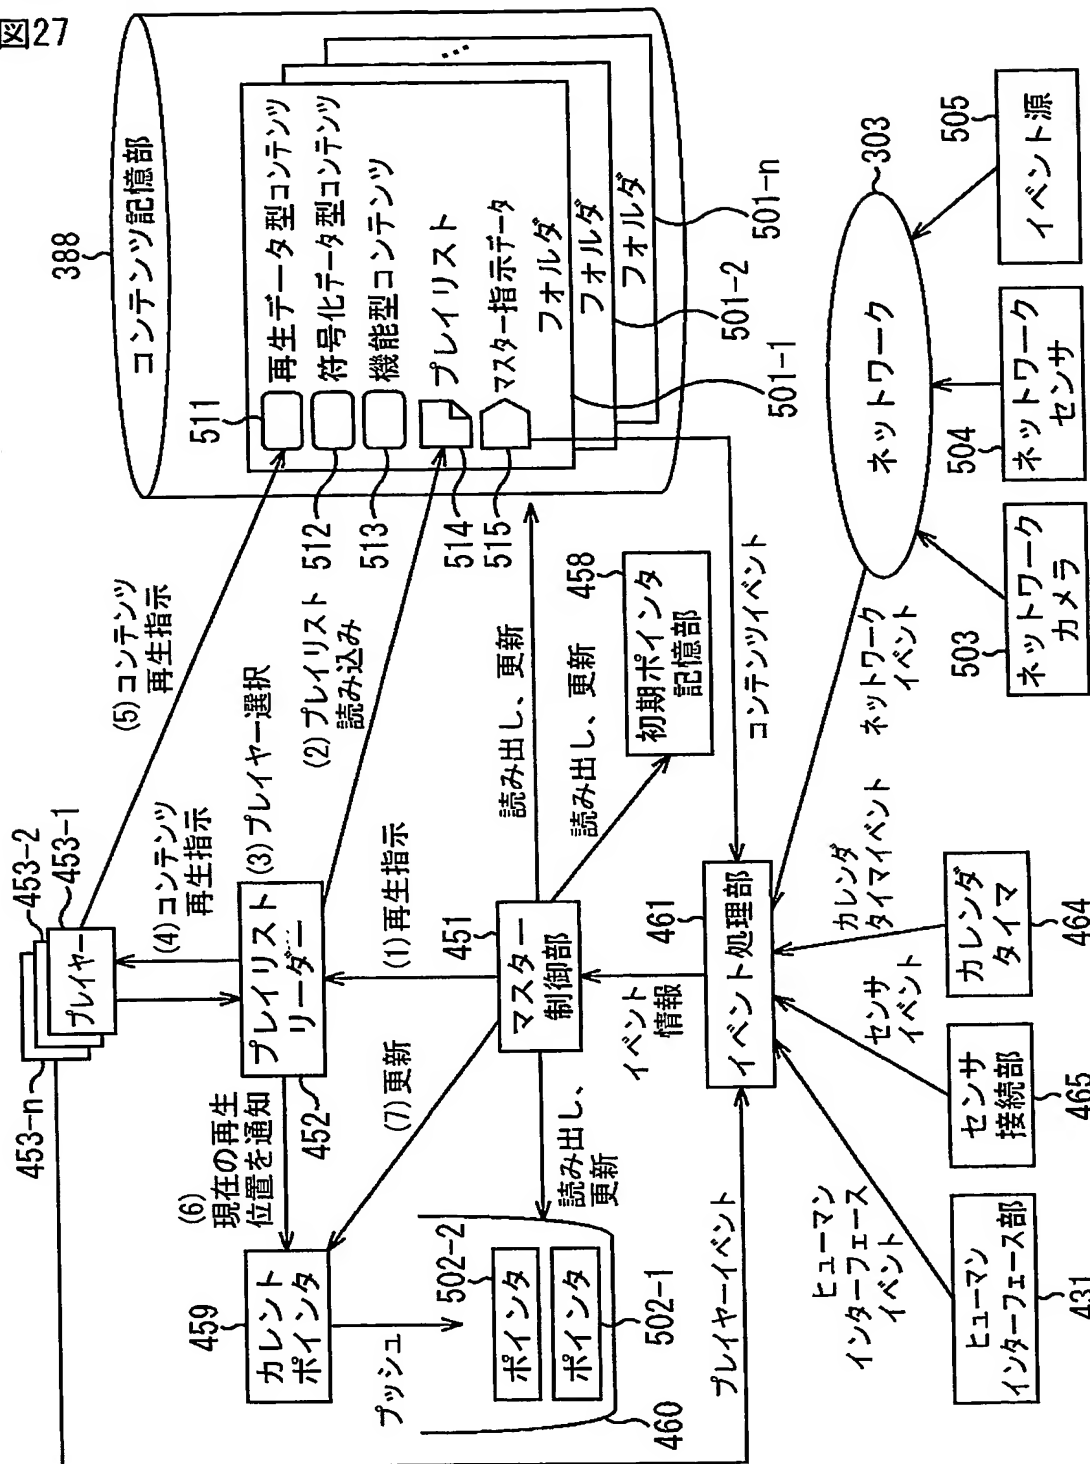 図27
388
コンテンツ記憶部
511
再生データ型コンテンツ
512
符号化データ型コンテンツ
513
機能型コンテンツ
514
プレイリスト
515
マスター指示データ
フォルダ
フォルダ
フォルダ
501-1
501-2
501-n
453-n
453-2
453-1
プレイヤー
(5)コンテンツ
再生指示
(4)コンテンツ
再生指示
(3)プレイヤー選択
(2)プレイリスト
読み込み
プレイリスト
リーダー
452
(6)
現在の再生
位置を通知
(1)再生指示
(7)更新
459
カレント
ポインタ
プッシュ
451
マスター
制御部
読み出し、更新
読み出し、更新
458
初期ポインタ
記憶部
読み出し、
更新
502-2
ポインタ
ポインタ
502-1
460
イベント
情報
461
イベント処理部
プレイヤーイベント
コンテンツイベント
ヒューマン
インターフェース
イベント
センサ
イベント
カレンダ
タイマイベント
ネットワーク
イベント
ヒューマン
インターフェース部
431
センサ
接続部
465
カレンダ
タイマ
464
303
ネットワーク
503
ネットワーク
カメラ
504
ネットワーク
センサ
505
イベント源